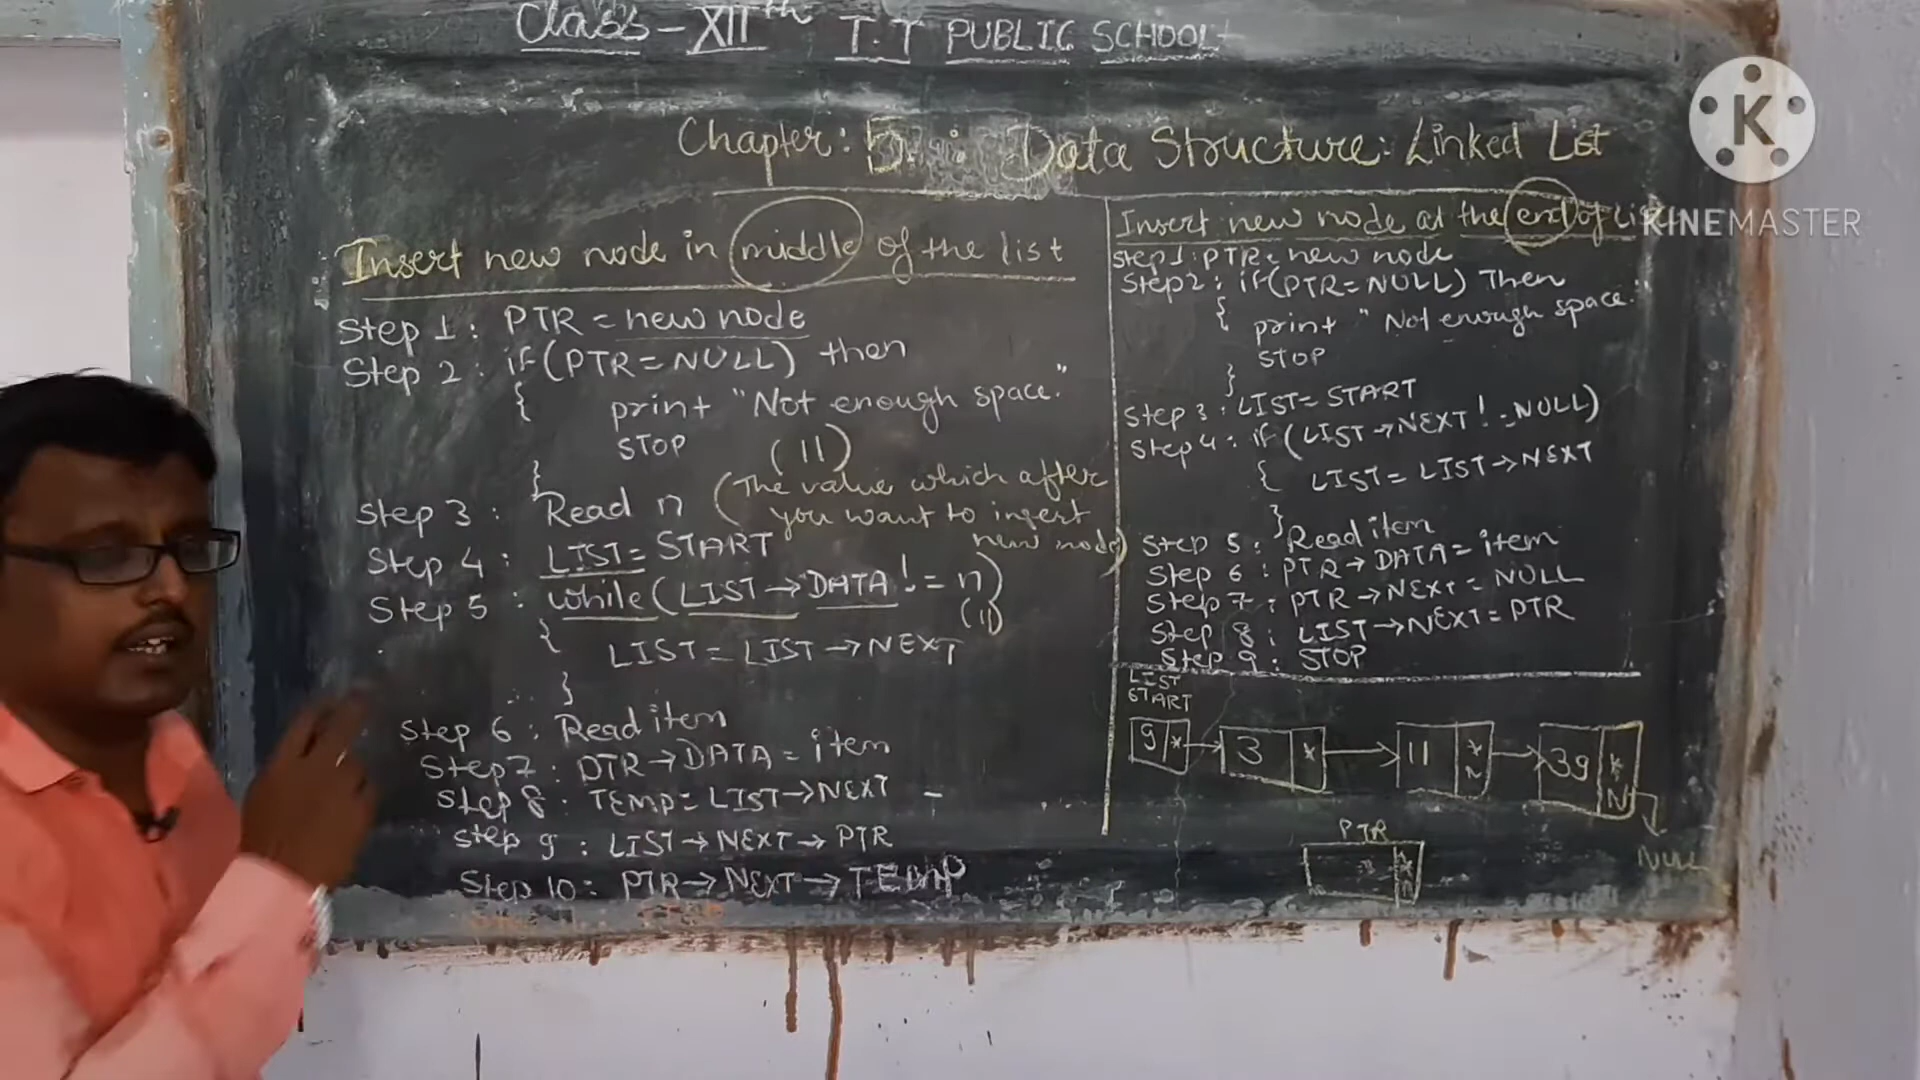 Class-XIIth T.T PUBLIC SCHOOL
K
KINEMASTER
Chapter: 5. : Data Structure: Linked List
Insert new node in middle of the list
Step 1 : PTR = new node
Step 2 : if (PTR = NULL) then
{ print "Not enough space."
STOP (11)
}
Step 3 : Read n (The value which after
you want to insert
new node)
Step 4 : LIST = START
Step 5 : while (LIST → DATA != n)
(11)
{ LIST = LIST → NEXT
}
Step 6 : Read item
Step 7 : PTR → DATA = item
Step 8 : TEMP = LIST → NEXT -
Step 9 : LIST → NEXT → PTR
Step 10 : PTR → NEXT → TEMP
Insert new node at the end of
Step 1 : PTR = new node
Step 2 : if (PTR = NULL) Then
{ print "Not enough space."
STOP
}
Step 3 : LIST = START
Step 4 : if (LIST → NEXT != NULL)
{ LIST = LIST → NEXT
}
Step 5 : Read item
Step 6 : PTR → DATA = item
Step 7 : PTR → NEXT = NULL
Step 8 : LIST → NEXT = PTR
Step 9 : STOP
LIST
START
9 * 3 * 11 * N 39 * N
PTR
NULL